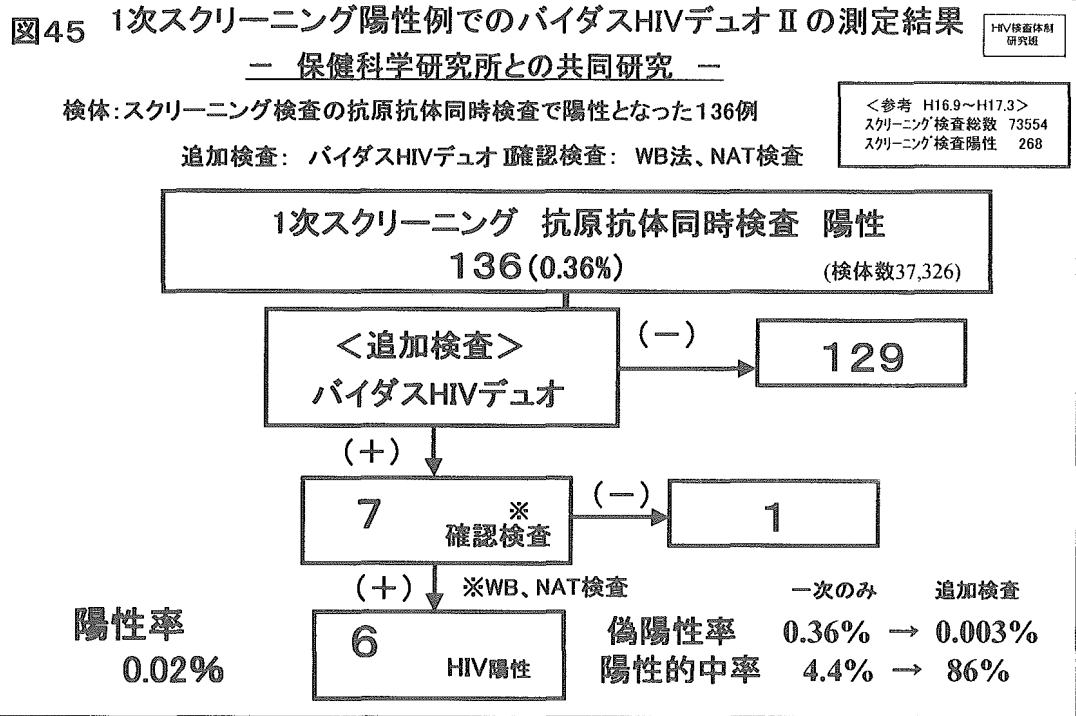 図45 1次スクリーニング陽性例でのバイダスHIVデュオⅡの測定結果
HIV検査体制
研究班
― 保健科学研究所との共同研究 ―
検体:スクリーニング検査の抗原抗体同時検査で陽性となった136例
<参考 H16.9~H17.3>
スクリーニング検査総数 73554
スクリーニング検査陽性 268
追加検査: バイダスHIVデュオⅡ確認検査: WB法、NAT検査
1次スクリーニング 抗原抗体同時検査 陽性
136(0.36%) (検体数37,326)
<追加検査>
バイダスHIVデュオ
(-)
129
(+)
7 ※
確認検査
(-)
1
(+) ※WB、NAT検査
6
HIV陽性
陽性率
0.02%
一次のみ 追加検査
偽陽性率 0.36% → 0.003%
陽性的中率 4.4% → 86%